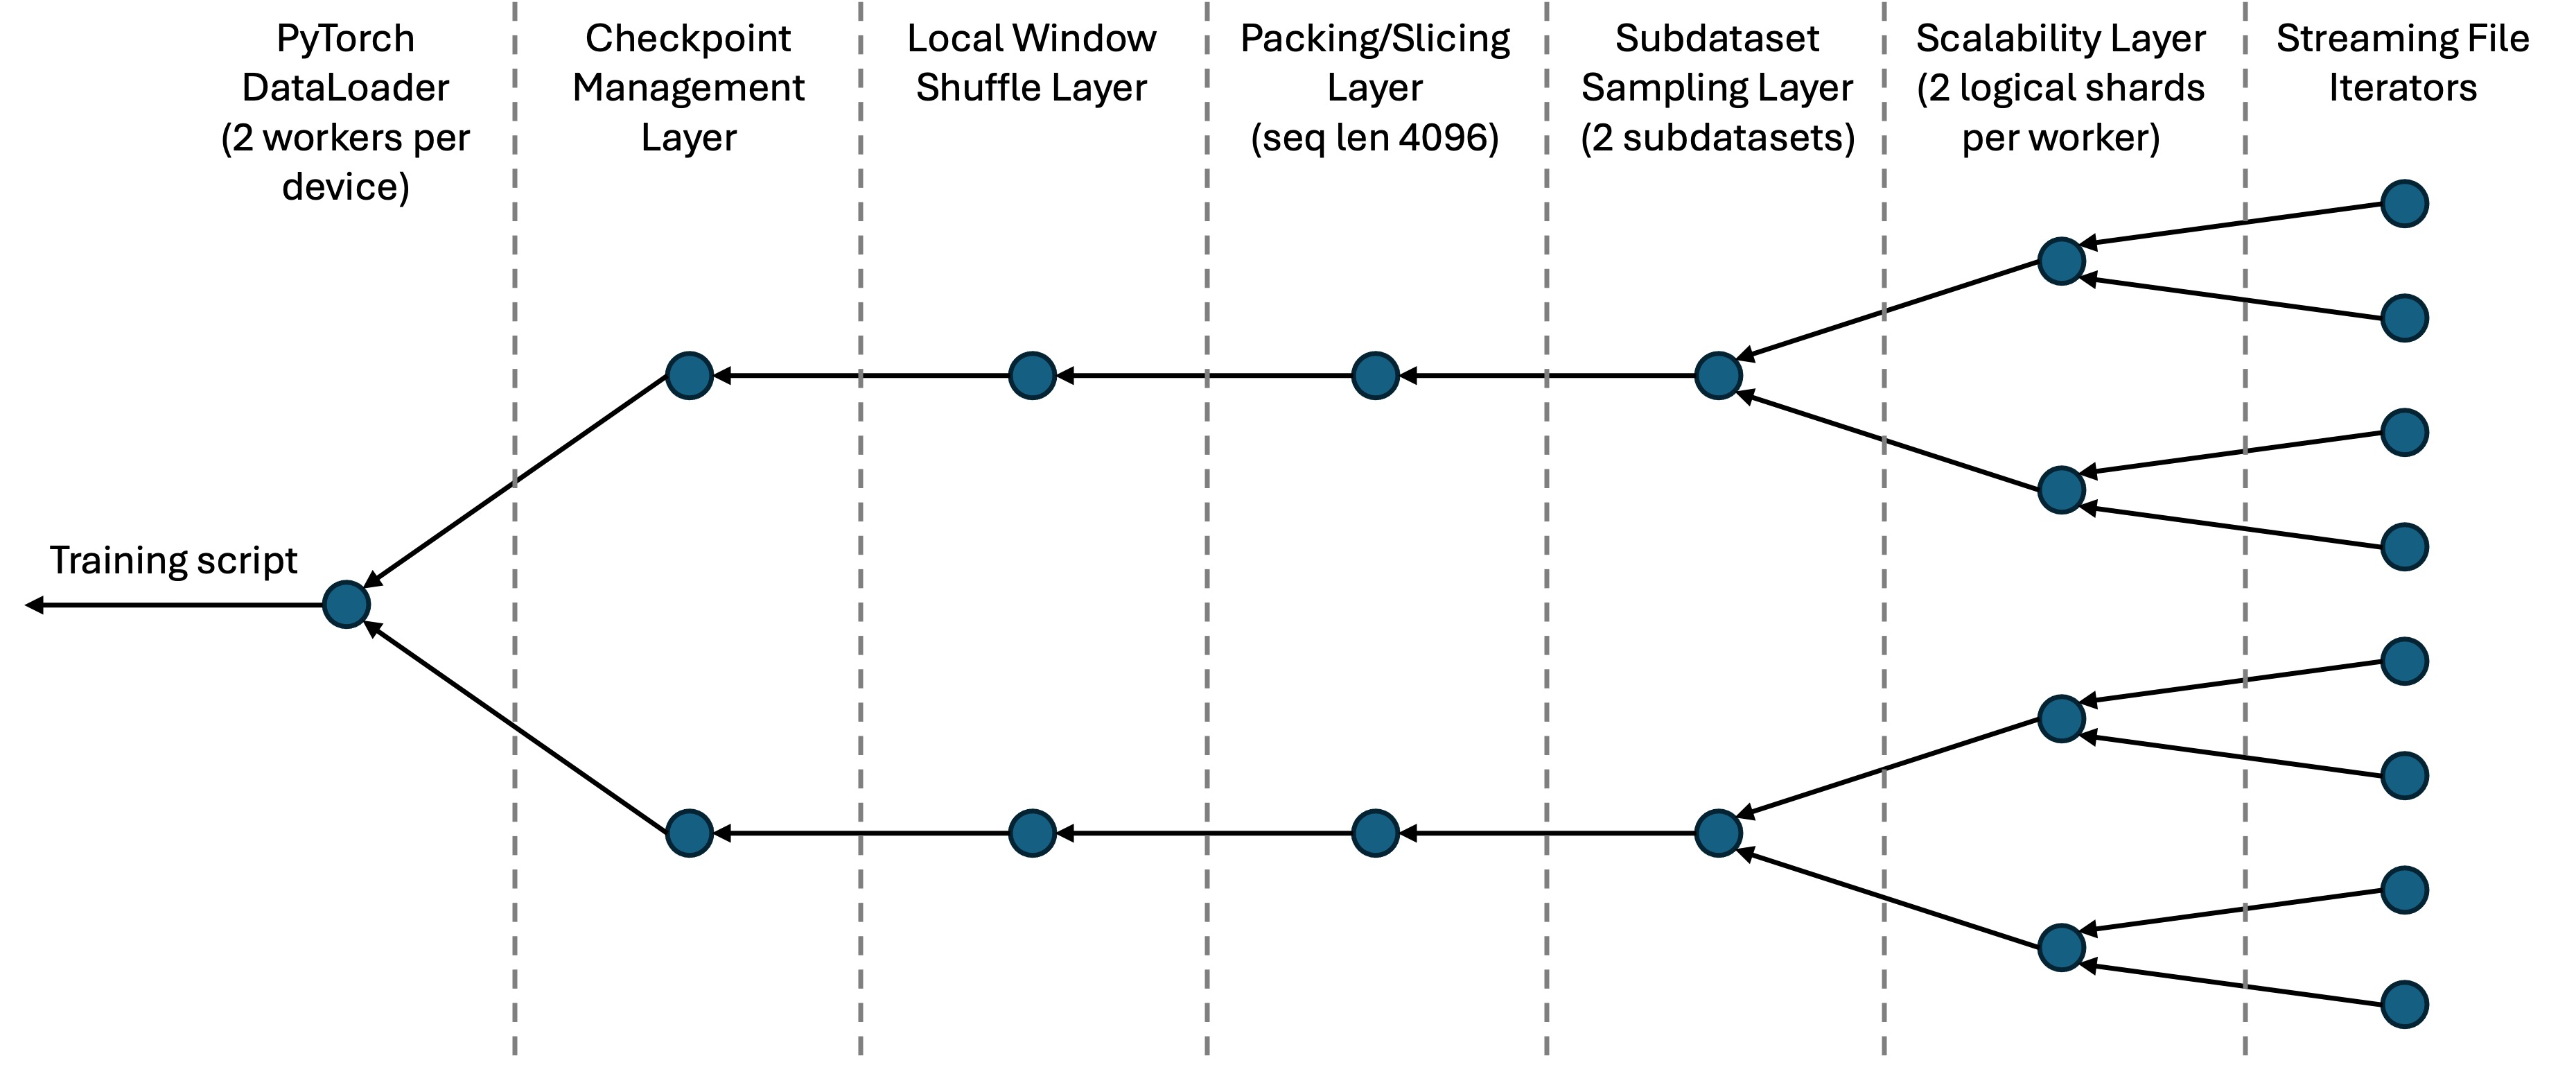 PyTorch
DataLoader
(2 workers per
device)
Checkpoint
Management
Layer
Local Window
Shuffle Layer
Packing/Slicing
Layer
(seq len 4096)
Subdataset
Sampling Layer
(2 subdatasets)
Scalability Layer
(2 logical shards
per worker)
Streaming File
Iterators
Training script